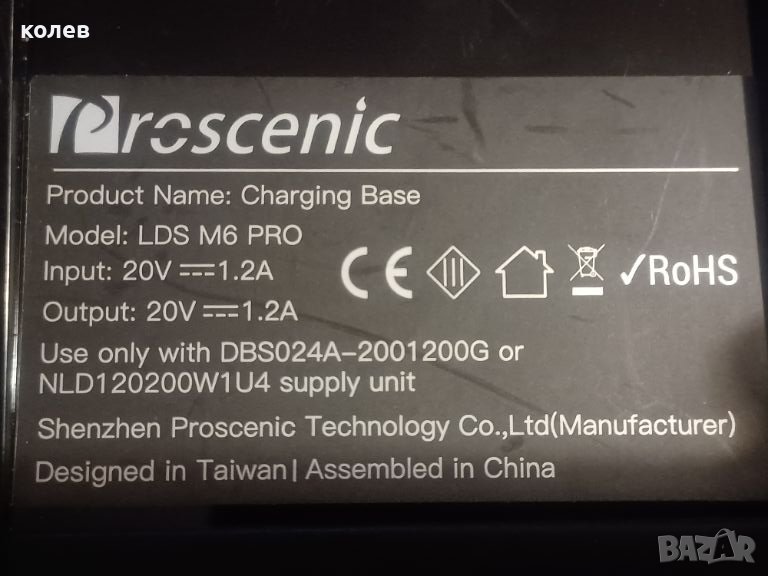 колев
Proscenic
Product Name: Charging Base
Model: LDS M6 PRO
Input: 20V ⎓ 1.2A
Output: 20V ⎓ 1.2A
CE III ✓RoHS
Use only with DBS024A-2001200G or
NLD120200W1U4 supply unit
Shenzhen Proscenic Technology Co.,Ltd(Manufacturer)
Designed in Taiwan| Assembled in China
BAZAR